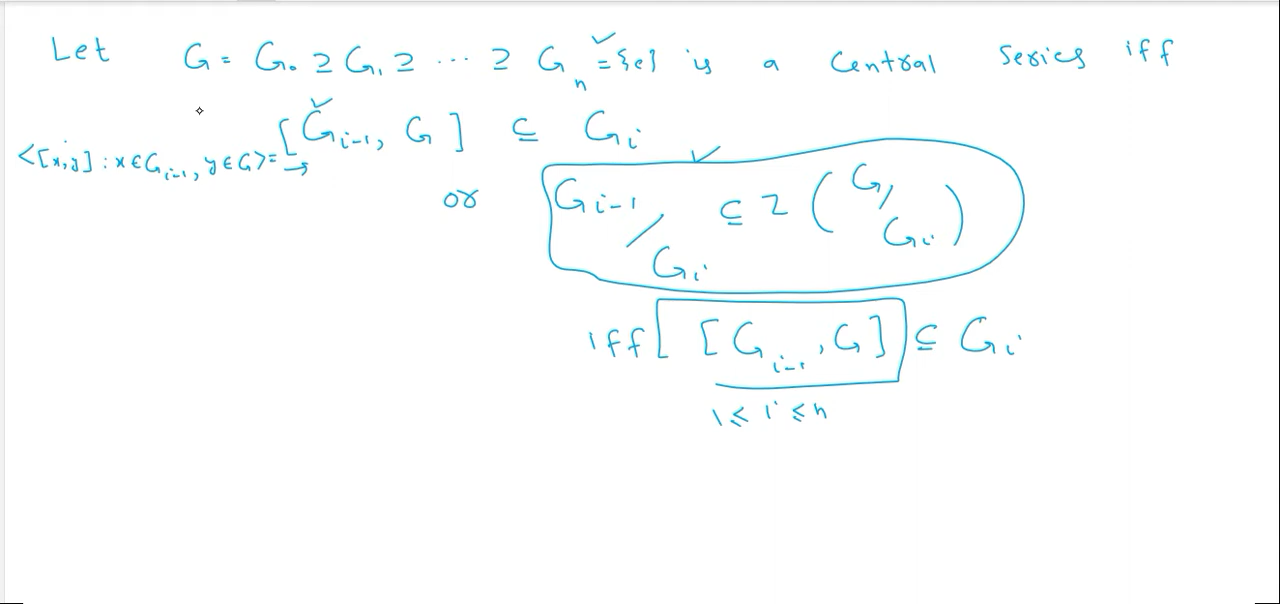 Let G = G₀ ⊇ G₁ ⊇ ... ⊇ Gₙ = {e} is a Central Series iff
<[x,y] : x ∈ Gᵢ₋₁, y ∈ G> = [Gᵢ₋₁, G] ⊆ Gᵢ
or Gᵢ₋₁ / Gᵢ ⊆ Z ( G / Gᵢ )
iff [ [Gᵢ₋₁, G] ⊆ Gᵢ
1 ≤ i ≤ n